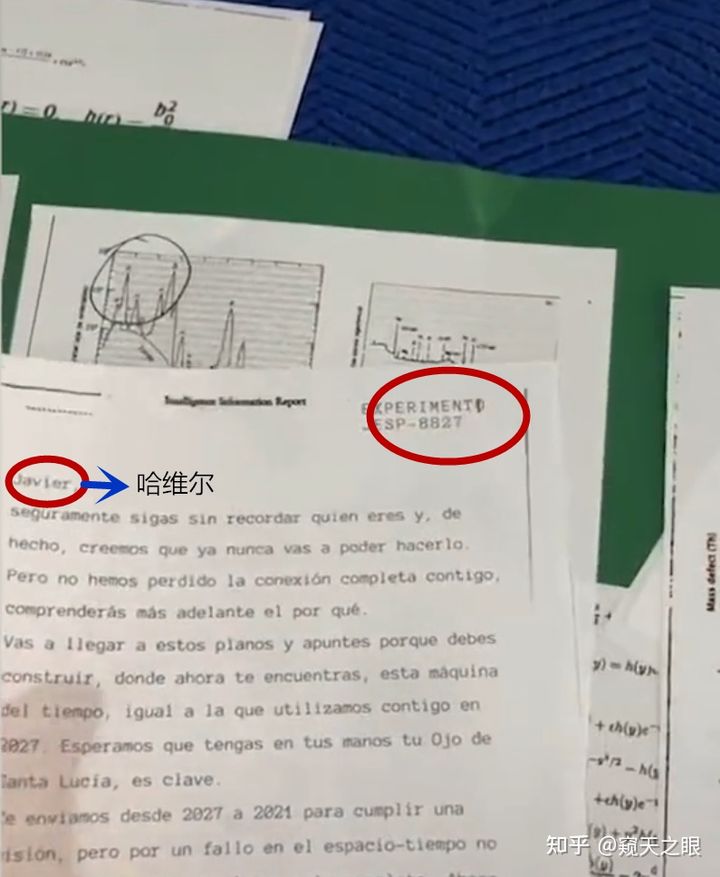 r) = 0   h(r) = b₀²
Intelligence Information Report
EXPERIMENTO
ESP-8827
Javier
哈维尔
seguramente sigas sin recordar quien eres y, de
hecho, creemos que ya nunca vas a poder hacerlo.
Pero no hemos perdido la conexión completa contigo,
comprenderás más adelante el por qué.
Vas a llegar a estos planos y apuntes porque debes
construir, donde ahora te encuentras, esta máquina
del tiempo, igual a la que utilizamos contigo en
2027. Esperamos que tengas en tus manos tu Ojo de
Santa Lucía, es clave.
Te enviamos desde 2027 a 2021 para cumplir una
misión, pero por un fallo en el espacio-tiempo no
Mass defect (Th)
y) = h(y)
+ ch(y)e⁻
− h(y
+ch(y)e⁻
知乎 @窥天之眼